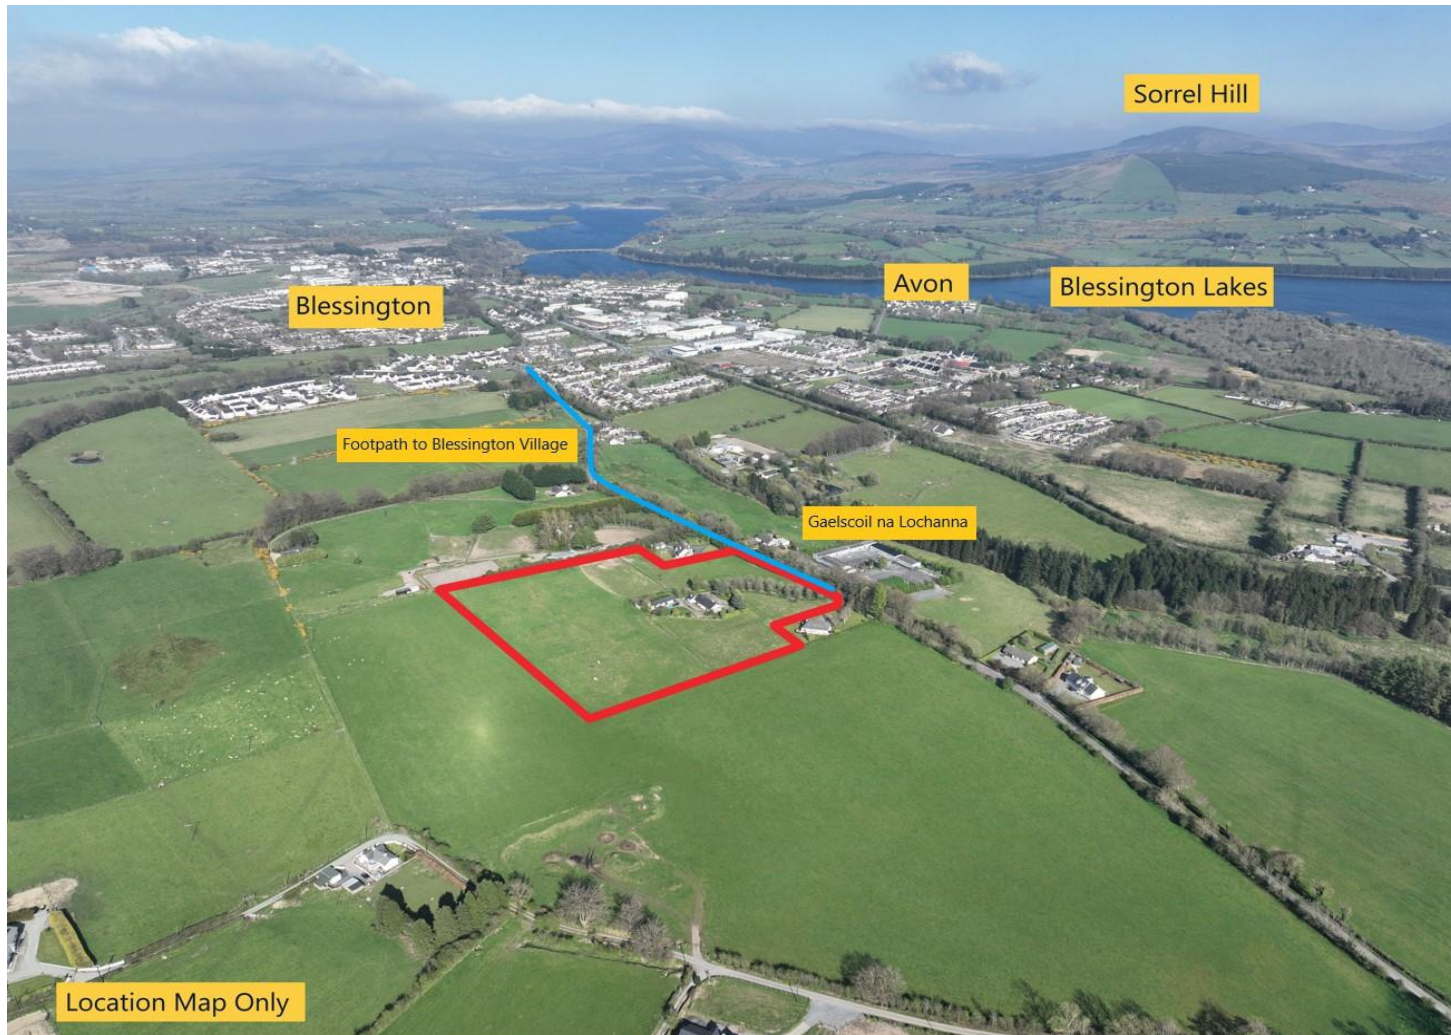 Sorrel Hill
Avon
Blessington Lakes
Blessington
Footpath to Blessington Village
Gaelscoil na Lochanna
Location Map Only